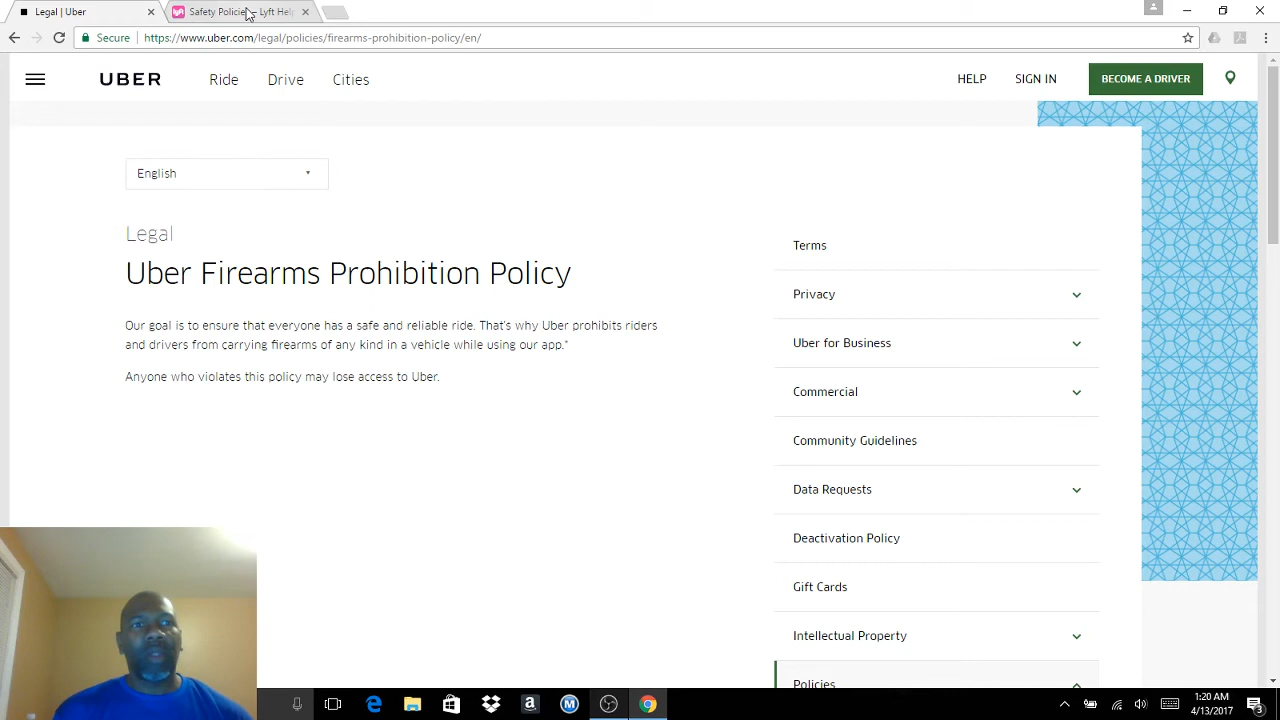 Legal | Uber
Safety Policies – Lyft Hel
Secure
https://www.uber.com/legal/policies/firearms-prohibition-policy/en/
UBER
Ride
Drive
Cities
HELP
SIGN IN
BECOME A DRIVER
English
Legal
Uber Firearms Prohibition Policy
Our goal is to ensure that everyone has a safe and reliable ride. That's why Uber prohibits riders
and drivers from carrying firearms of any kind in a vehicle while using our app.*
Anyone who violates this policy may lose access to Uber.
Terms
Privacy
Uber for Business
Commercial
Community Guidelines
Data Requests
Deactivation Policy
Gift Cards
Intellectual Property
Policies
1:20 AM
4/13/2017
3